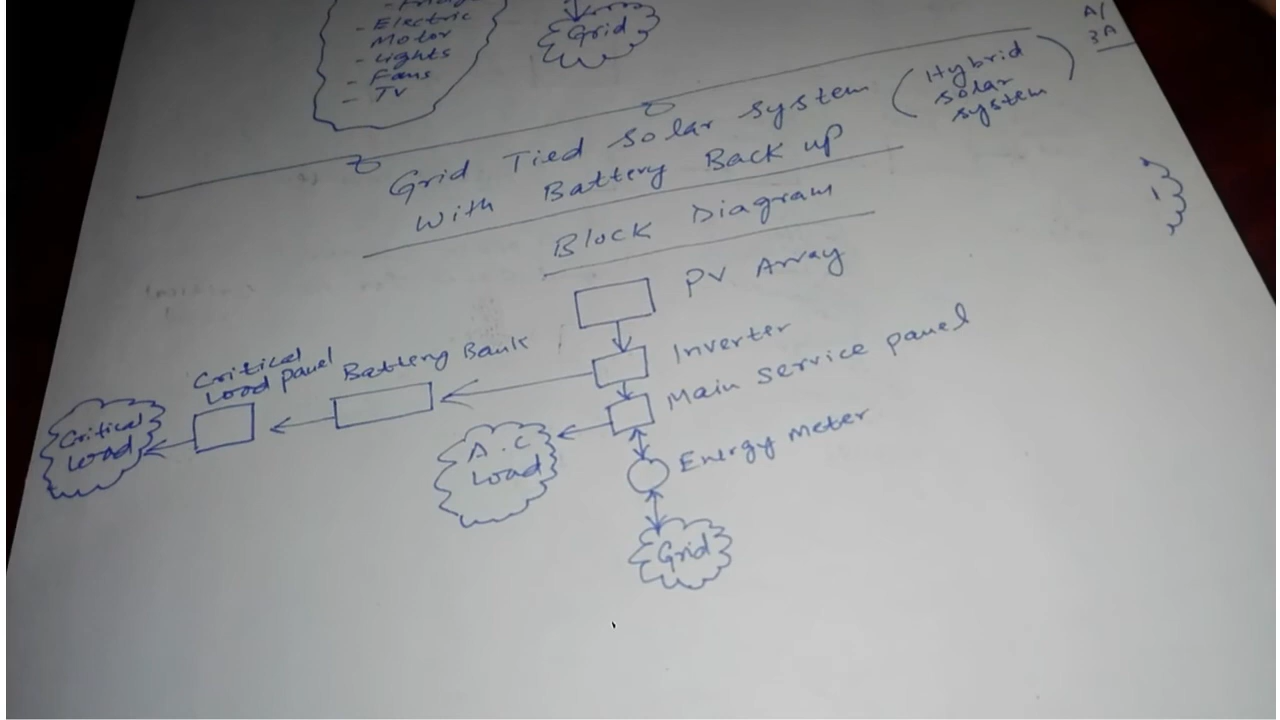 - Electric
Motor
- Lights
- Fans
- TV
Grid
A/
3A
Grid Tied Solar System
With Battery Back up
(Hybrid
solar
system)
Block Diagram
PV Array
Inverter
Main service panel
Energy Meter
Grid
A.C
Load
Battery Bank
Critical
Load panel
Critical
Load